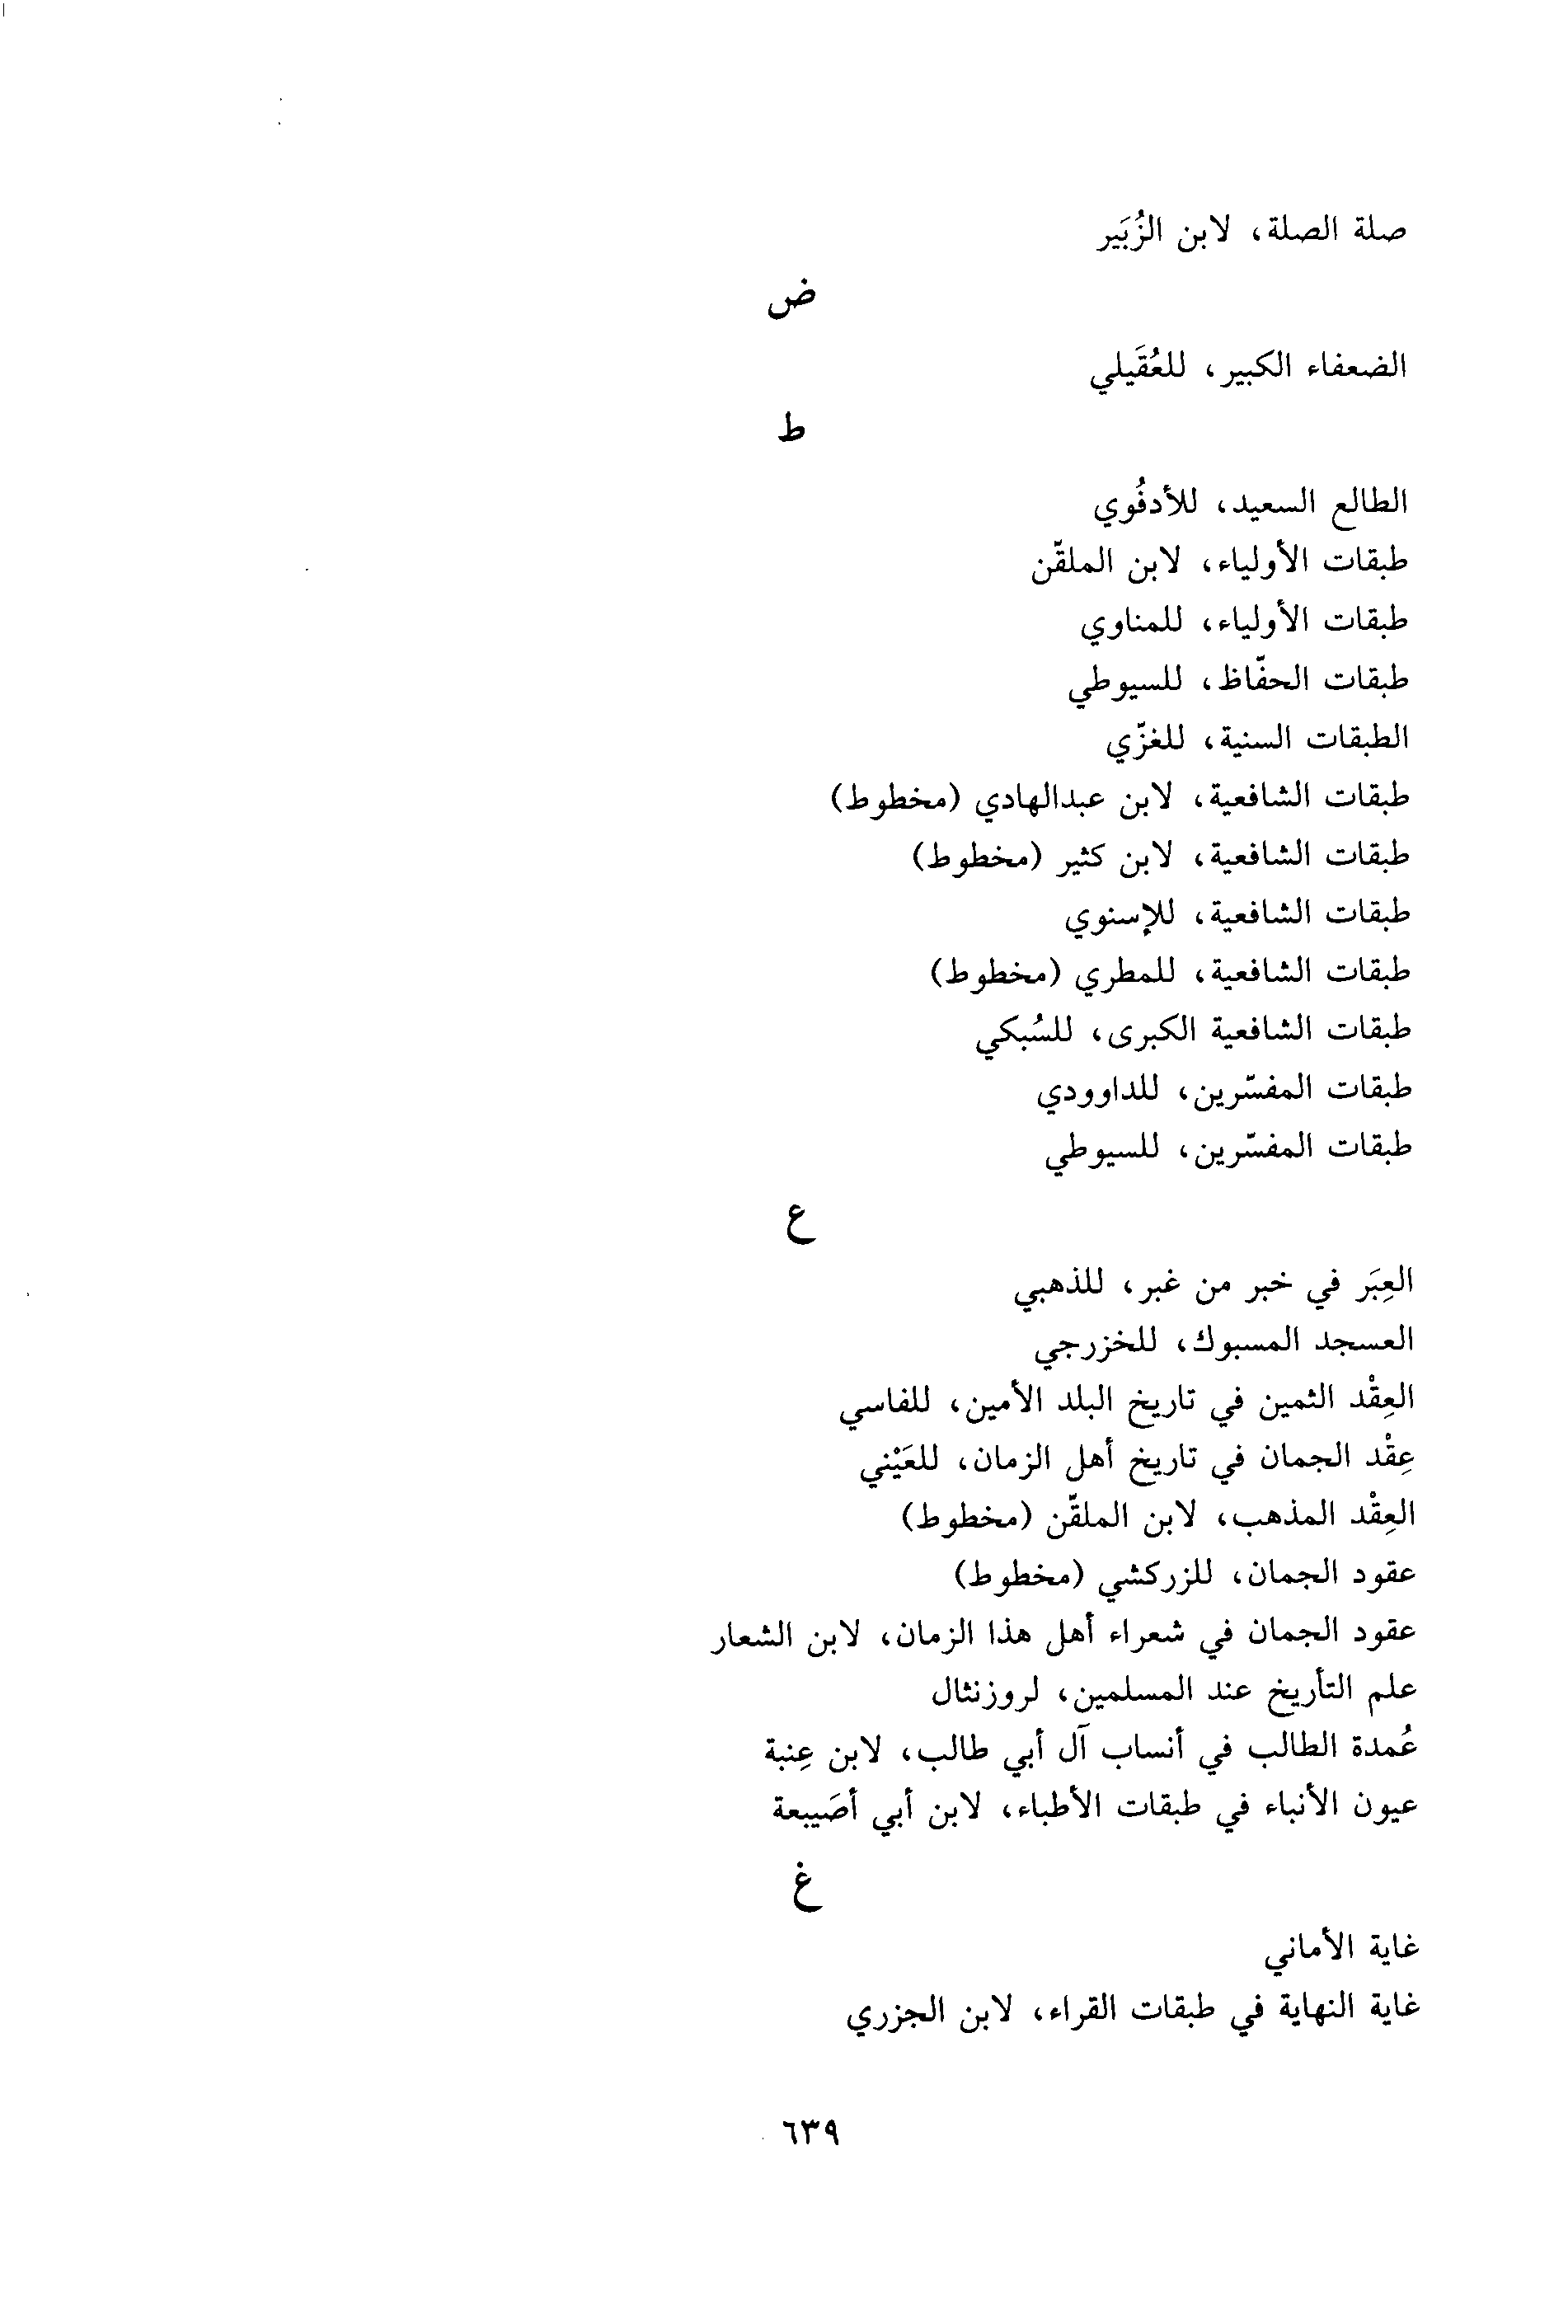 صلة الصلة، لابن الزُبَير
ض
الضعفاء الكبير، للعُقَيلي
ط
الطالع السعيد، للأدفُوي
طبقات الأولياء، لابن الملقّن
طبقات الأولياء، للمناوي
طبقات الحفّاظ، للسيوطي
الطبقات السنية، للغزّي
طبقات الشافعية، لابن عبدالهادي (مخطوط)
طبقات الشافعية، لابن كثير (مخطوط)
طبقات الشافعية، للإسنوي
طبقات الشافعية، للمطري (مخطوط)
طبقات الشافعية الكبرى، للسُبكي
طبقات المفسّرين، للداوودي
طبقات المفسّرين، للسيوطي
ع
العِبَر في خبر من غبر، للذهبي
العسجد المسبوك، للخزرجي
العِقْد الثمين في تاريخ البلد الأمين، للفاسي
عِقْد الجمان في تاريخ أهل الزمان، للعَيْني
العِقْد المذهب، لابن الملقّن (مخطوط)
عقود الجمان، للزركشي (مخطوط)
عقود الجمان في شعراء أهل هذا الزمان، لابن الشعار
علم التأريخ عند المسلمين، لروزنثال
عُمدة الطالب في أنساب آل أبي طالب، لابن عِنبة
عيون الأنباء في طبقات الأطباء، لابن أبي أصَيبعة
غ
غاية الأماني
غاية النهاية في طبقات القراء، لابن الجزري
٦٣٩